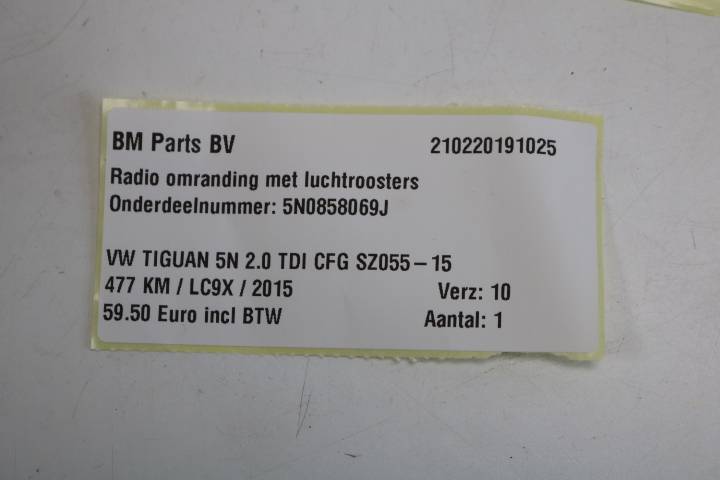 BM Parts BV 210220191025
Radio omranding met luchtroosters
Onderdeelnummer: 5N0858069J
VW TIGUAN 5N 2.0 TDI CFG SZ055-15
477 KM / LC9X / 2015 Verz: 10
59.50 Euro incl BTW Aantal: 1